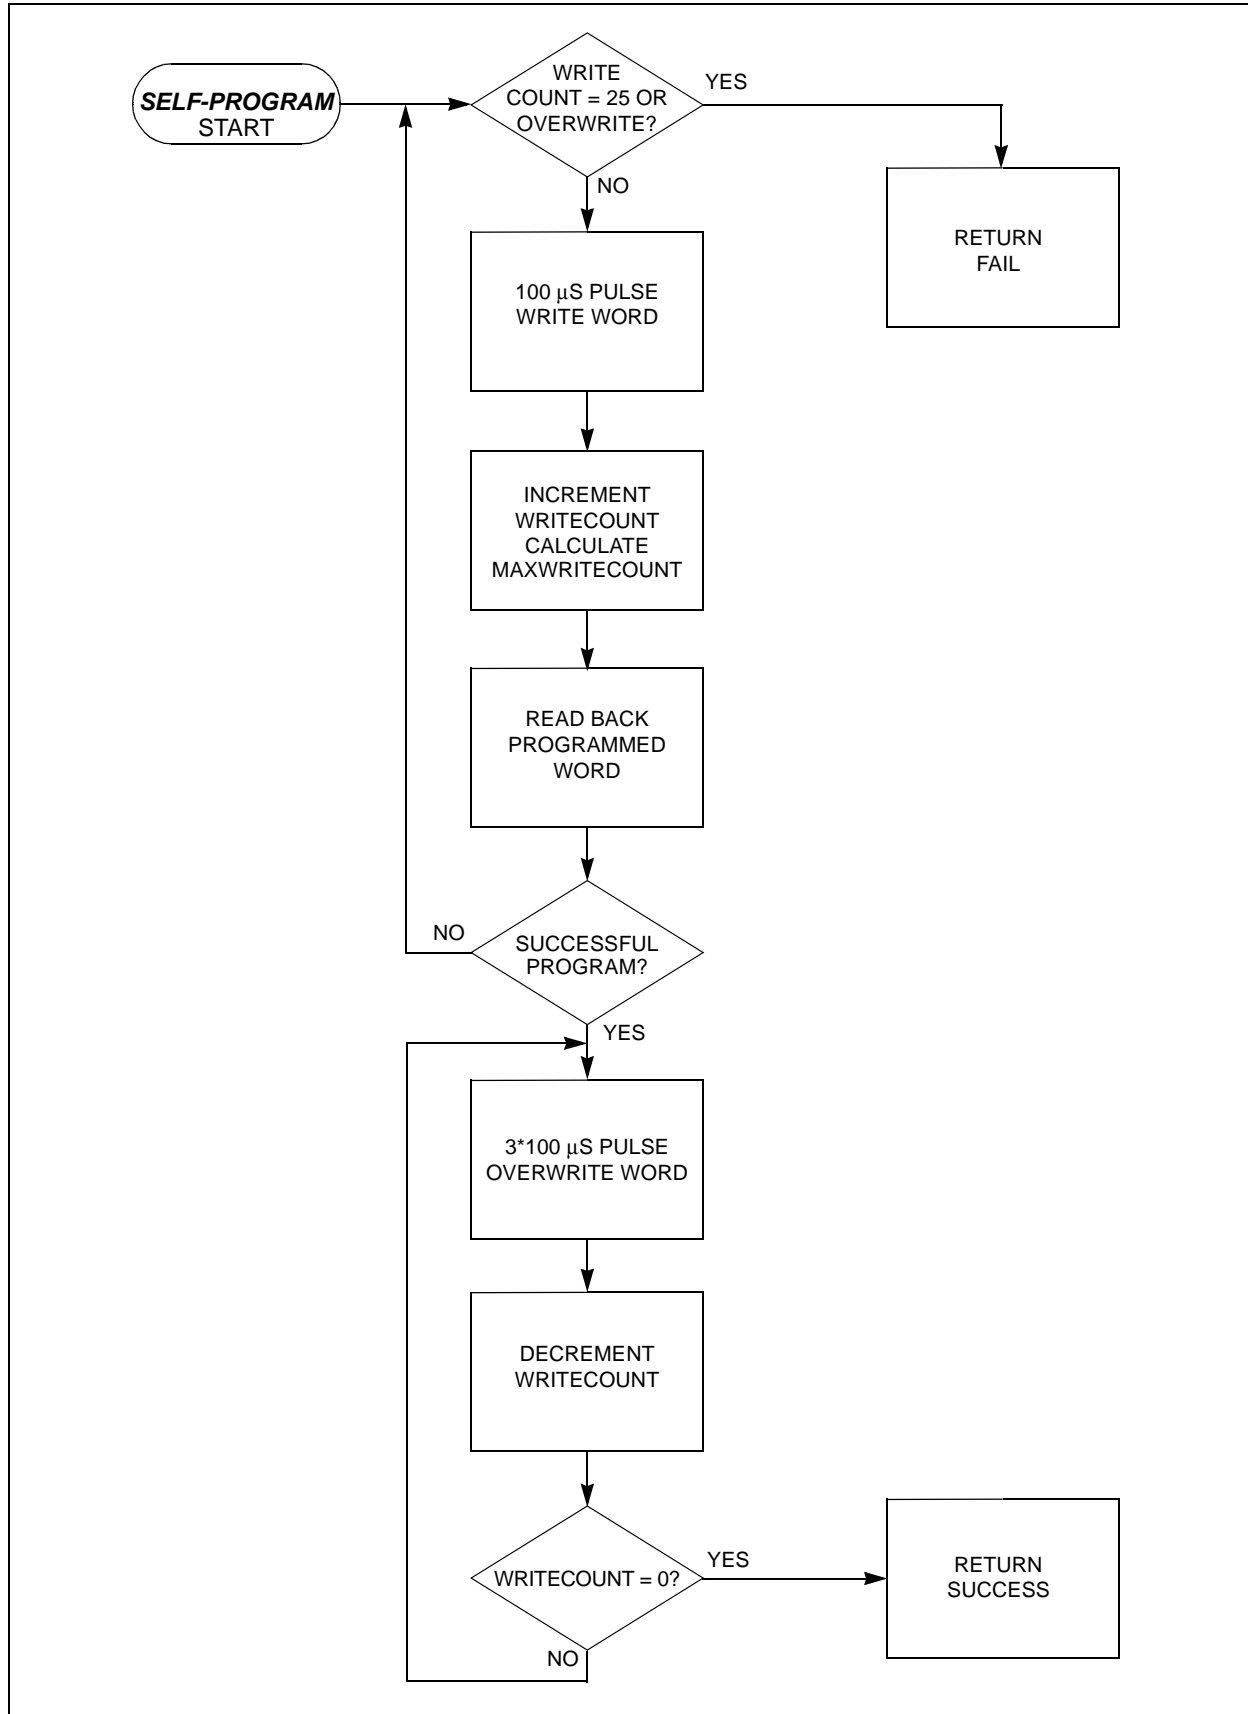 SELF-PROGRAM
START
WRITE
COUNT = 25 OR
OVERWRITE?
YES
NO
RETURN
FAIL
100 µS PULSE
WRITE WORD
INCREMENT
WRITECOUNT
CALCULATE
MAXWRITECOUNT
READ BACK
PROGRAMMED
WORD
NO
SUCCESSFUL
PROGRAM?
YES
3*100 µS PULSE
OVERWRITE WORD
DECREMENT
WRITECOUNT
WRITECOUNT = 0?
YES
NO
RETURN
SUCCESS